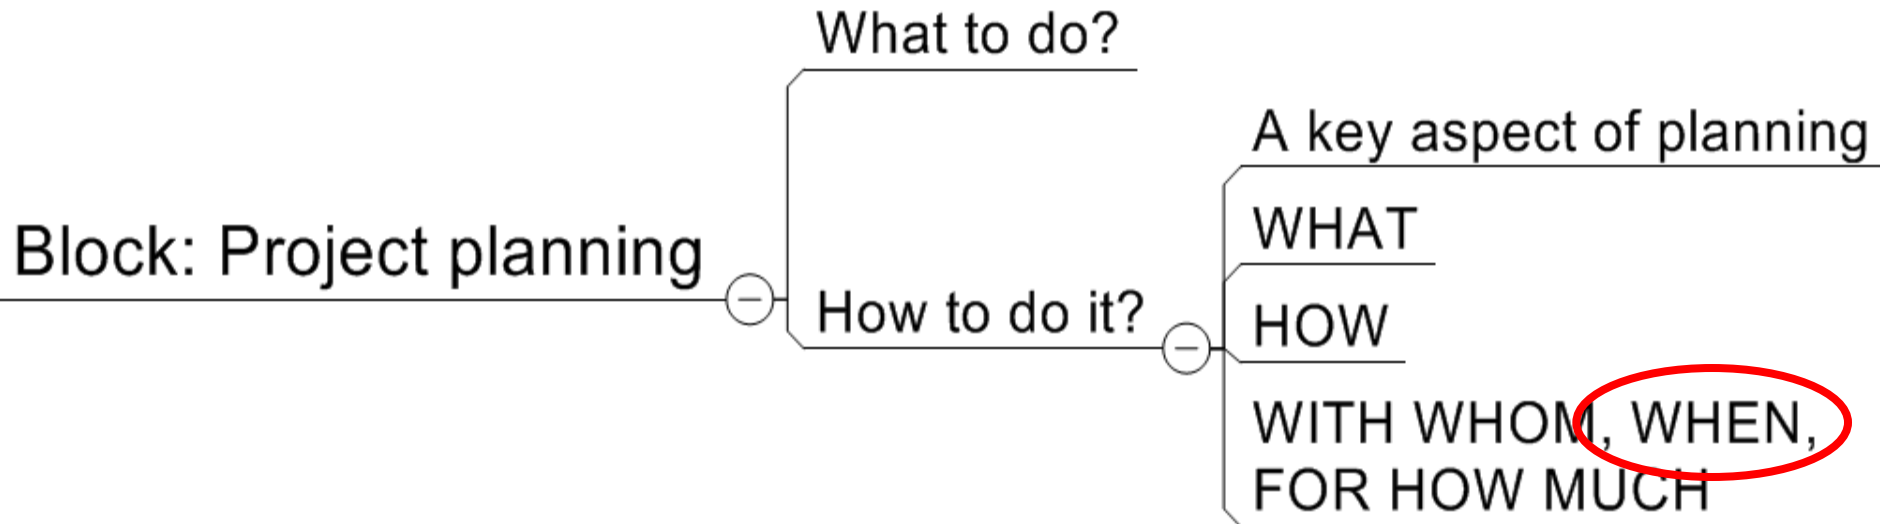 What to do?
A key aspect of planning
WHAT
Block: Project planning
How to do it?
HOW
WITH WHOM, WHEN,
FOR HOW MUCH